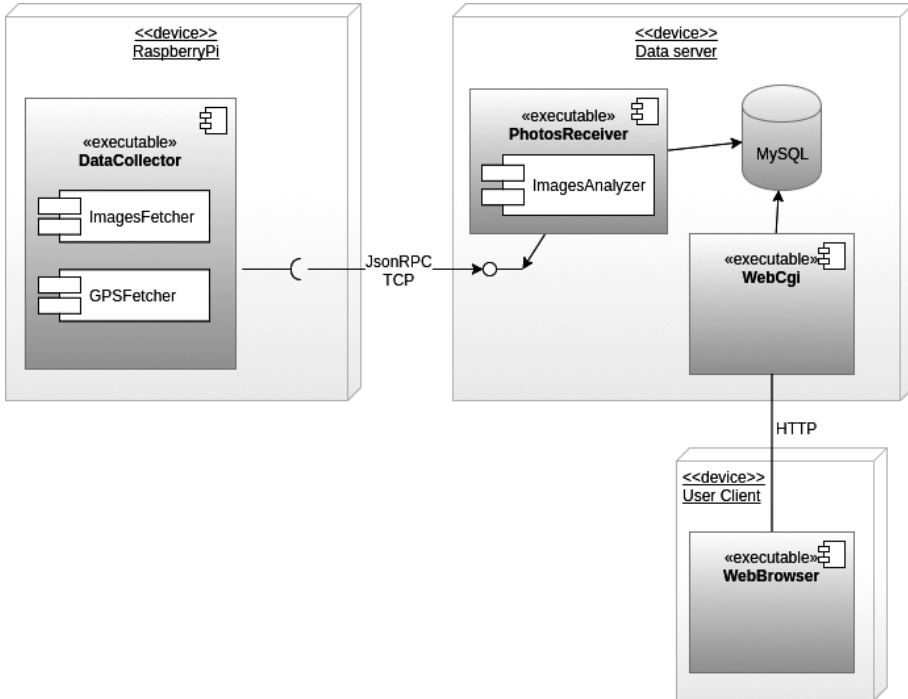 <<device>>
RaspberryPi
«executable»
DataCollector
ImagesFetcher
GPSFetcher
JsonRPC
TCP
<<device>>
Data server
«executable»
PhotosReceiver
ImagesAnalyzer
MySQL
«executable»
WebCgi
HTTP
<<device>>
User Client
«executable»
WebBrowser